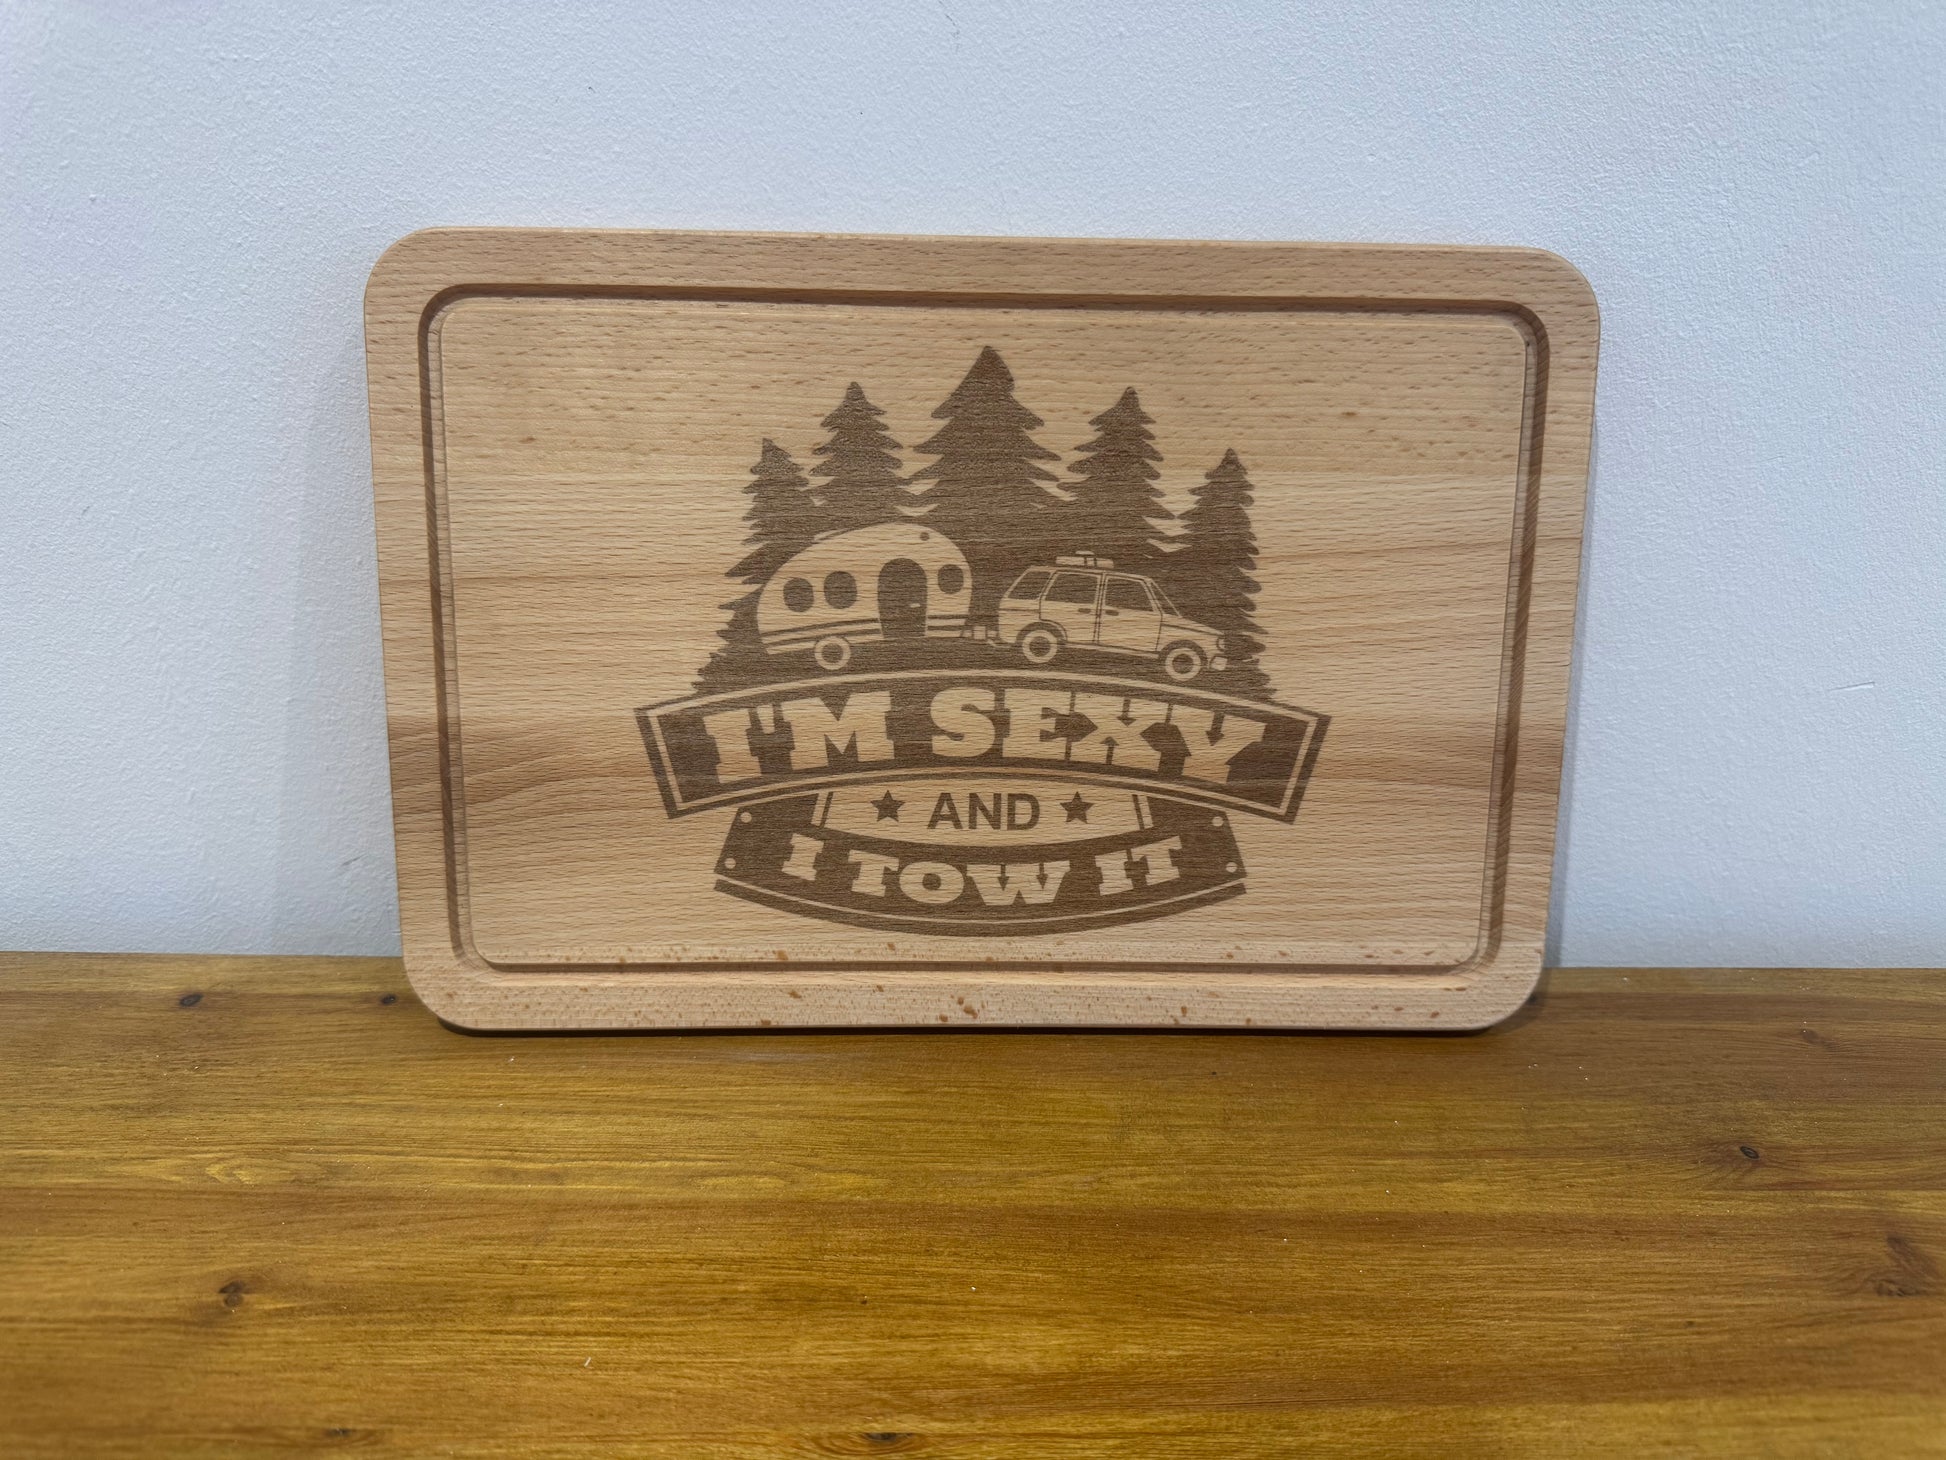 I'M SEXY
AND
I TOW IT